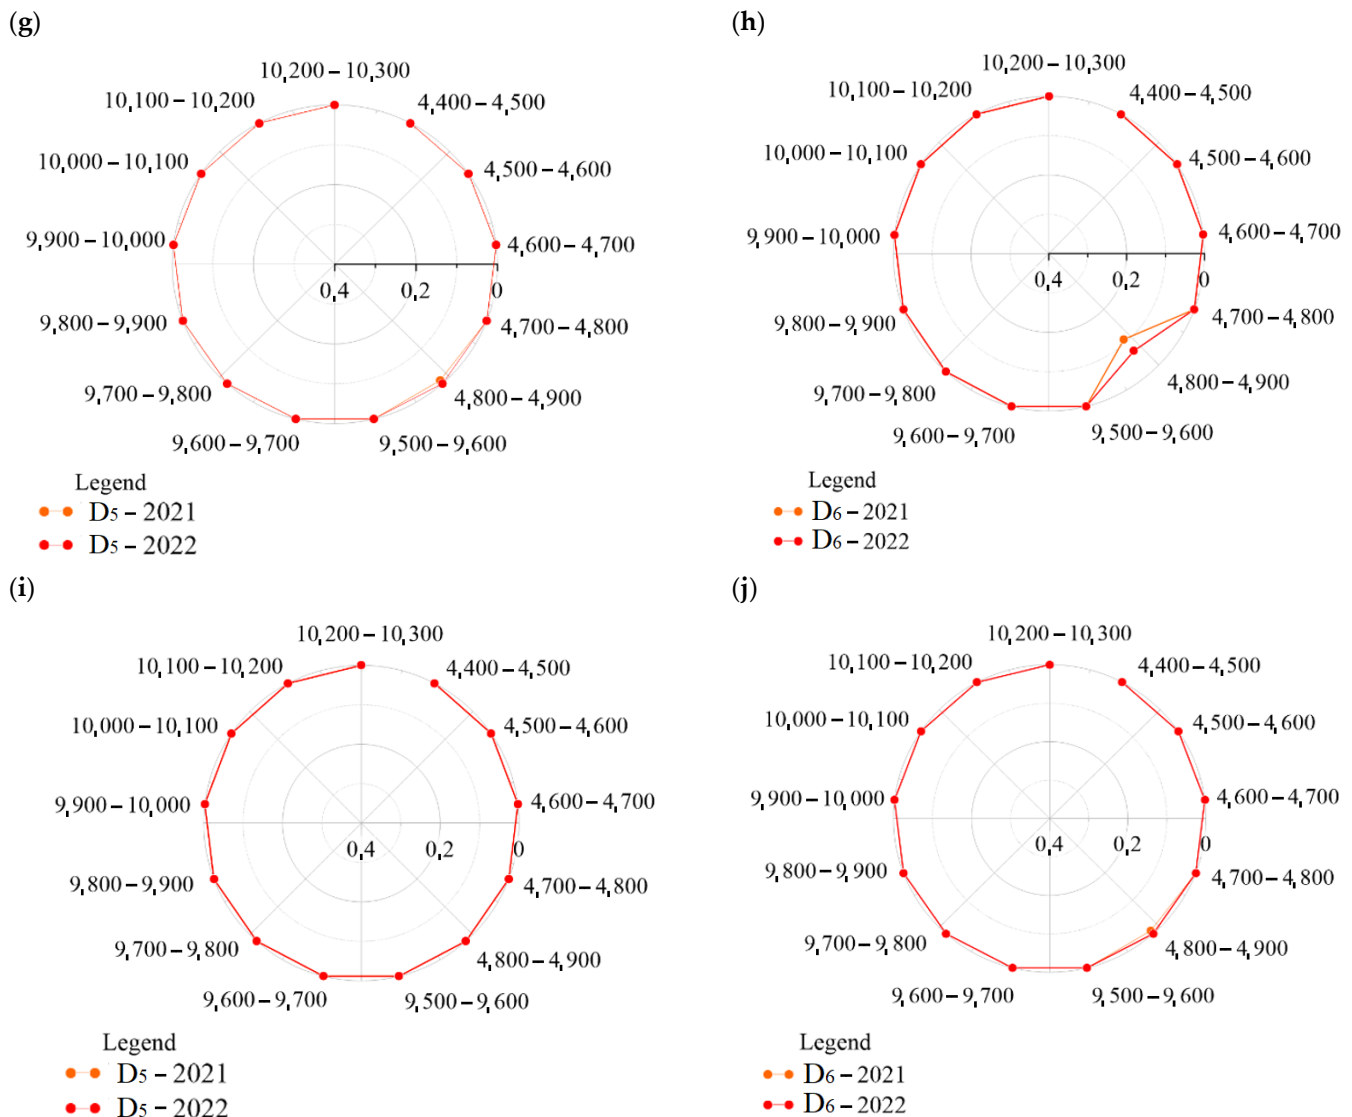 (g)
10,200 – 10,300
10,100 – 10,200
4,400 – 4,500
10,000 – 10,100
4,500 – 4,600
9,900 – 10,000
4,600 – 4,700
0,4
0,2
0
9,800 – 9,900
4,700 – 4,800
9,700 – 9,800
4,800 – 4,900
9,600 – 9,700
9,500 – 9,600
Legend
D5 – 2021
D5 – 2022
(h)
10,200 – 10,300
10,100 – 10,200
4,400 – 4,500
10,000 – 10,100
4,500 – 4,600
9,900 – 10,000
4,600 – 4,700
0,4
0,2
0
9,800 – 9,900
4,700 – 4,800
9,700 – 9,800
4,800 – 4,900
9,600 – 9,700
9,500 – 9,600
Legend
D6 – 2021
D6 – 2022
(i)
10,200 – 10,300
10,100 – 10,200
4,400 – 4,500
10,000 – 10,100
4,500 – 4,600
9,900 – 10,000
4,600 – 4,700
0,4
0,2
0
9,800 – 9,900
4,700 – 4,800
9,700 – 9,800
4,800 – 4,900
9,600 – 9,700
9,500 – 9,600
Legend
D5 – 2021
D5 – 2022
(j)
10,200 – 10,300
10,100 – 10,200
4,400 – 4,500
10,000 – 10,100
4,500 – 4,600
9,900 – 10,000
4,600 – 4,700
0,4
0,2
0
9,800 – 9,900
4,700 – 4,800
9,700 – 9,800
4,800 – 4,900
9,600 – 9,700
9,500 – 9,600
Legend
D6 – 2021
D6 – 2022